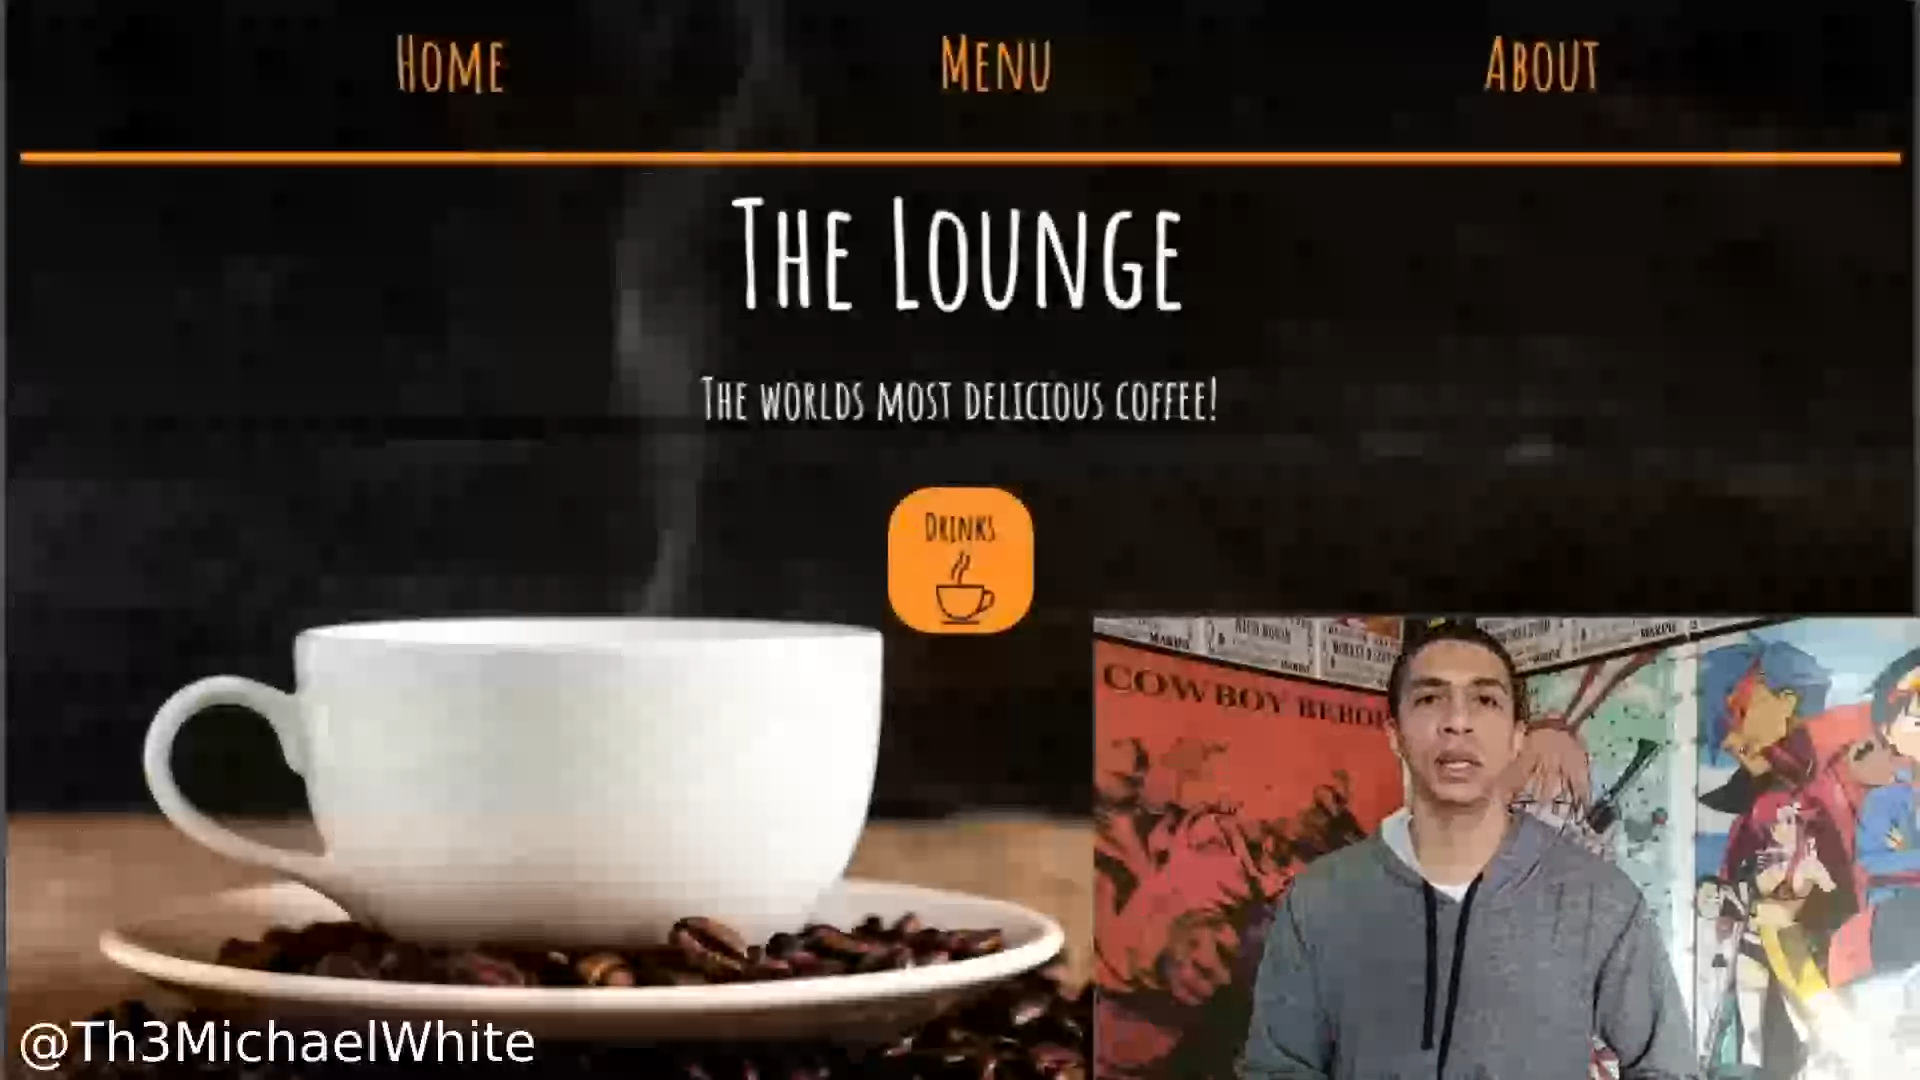 Home Menu About
The Lounge
The worlds most delicious coffee!
Drinks
COWBOY
@Th3MichaelWhite